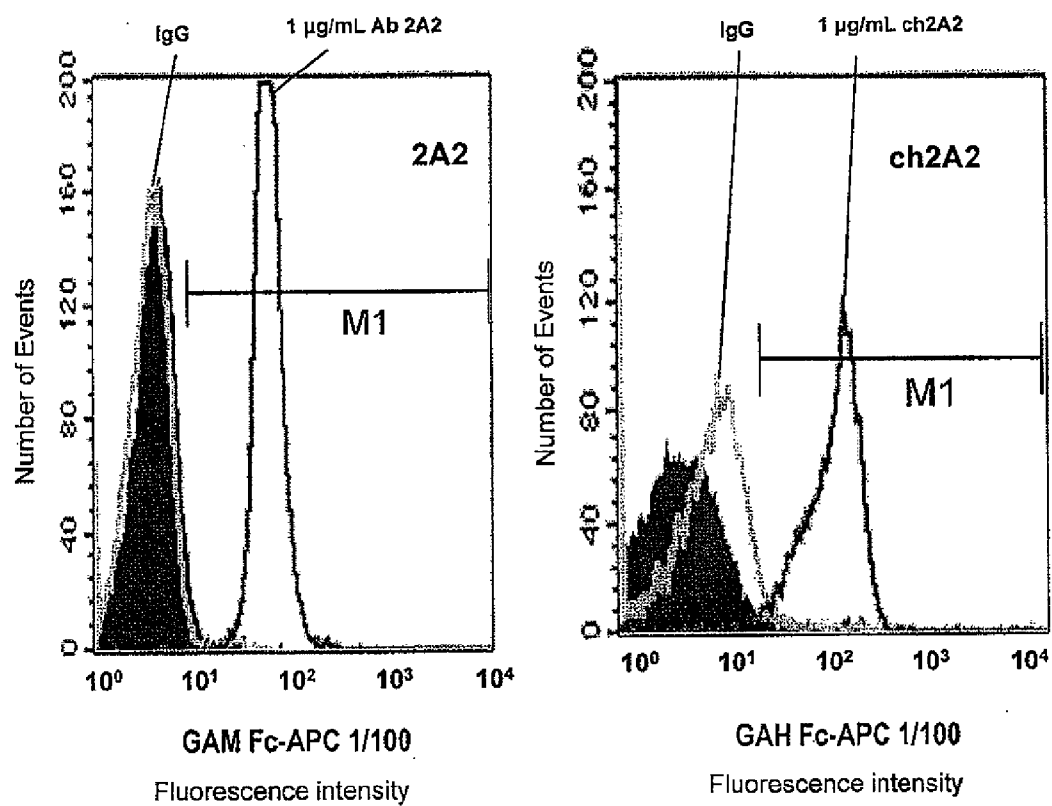 IgG
1 µg/mL Ab 2A2
200
160
120
80
40
0
2A2
M1
Number of Events
10⁰ 10¹ 10² 10³ 10⁴
GAM Fc-APC 1/100
Fluorescence intensity
IgG
1 µg/mL ch2A2
200
160
120
80
40
0
ch2A2
M1
Number of Events
10⁰ 10¹ 10² 10³ 10⁴
GAH Fc-APC 1/100
Fluorescence intensity